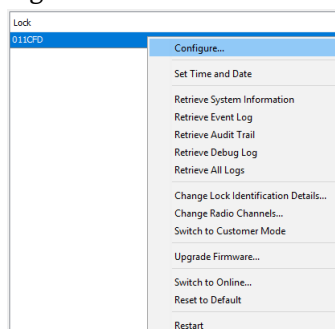 Lock
011CFD
Configure...
Set Time and Date
Retrieve System Information
Retrieve Event Log
Retrieve Audit Trail
Retrieve Debug Log
Retrieve All Logs
Change Lock Identification Details...
Change Radio Channels...
Switch to Customer Mode
Upgrade Firmware...
Switch to Online...
Reset to Default
Restart